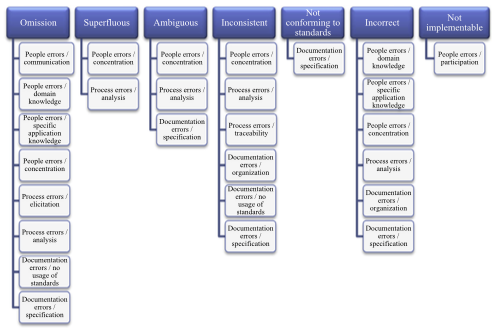 Omission
People errors /
communication
People errors /
domain
knowledge
People errors /
specific
application
knowledge
People errors /
concentration
Process errors /
elicitation
Process errors /
analysis
Documentation
errors / no
usage of
standards
Documentation
errors /
specification
Superfluous
People errors /
concentration
Process errors /
analysis
Ambiguous
People errors /
concentration
Process errors /
analysis
Documentation
errors /
specification
Inconsistent
People errors /
concentration
Process errors /
analysis
Process errors /
traceability
Documentation
errors /
organization
Documentation
errors / no
usage of
standards
Documentation
errors /
specification
Not
conforming to
standards
Documentation
errors /
specification
Incorrect
People errors /
domain
knowledge
People errors /
specific
application
knowledge
People errors /
concentration
Process errors /
analysis
Documentation
errors /
organization
Documentation
errors /
specification
Not
implementable
People errors /
participation